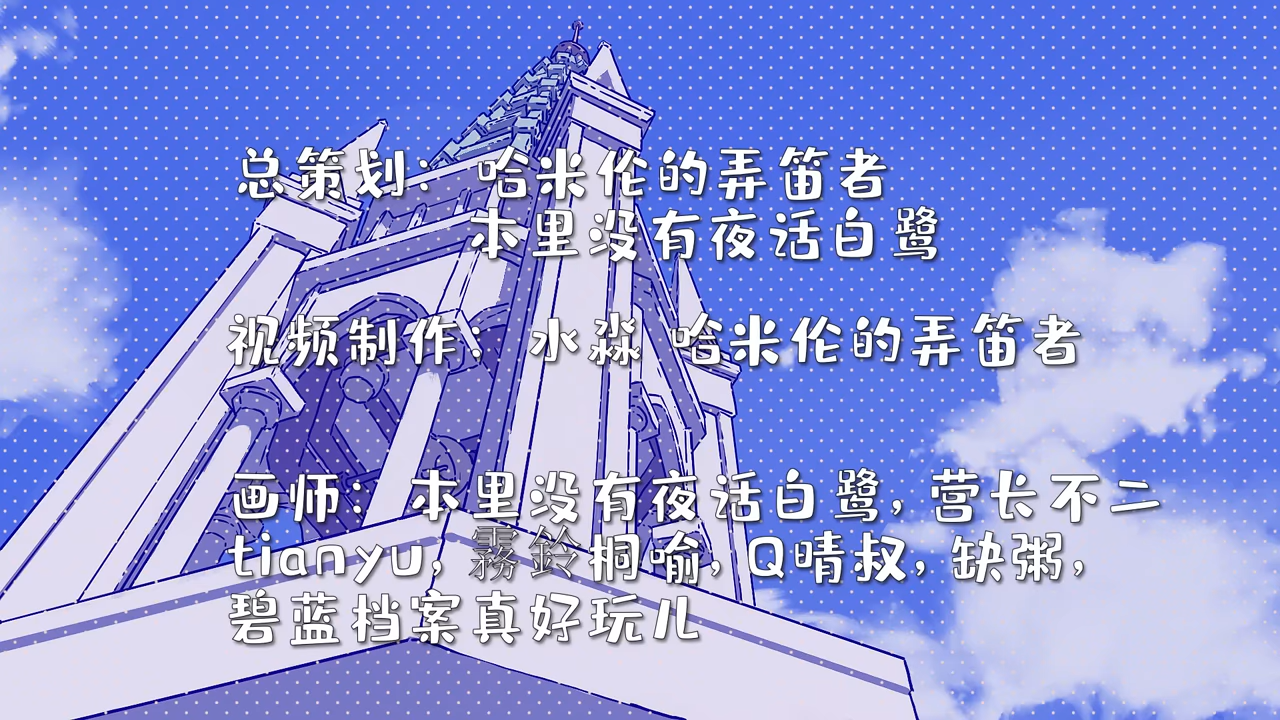 总策划：哈米伦的弄笛者
本里没有夜话白鹭
视频制作：水淼 哈米伦的弄笛者
画师：本里没有夜话白鹭，营长不二
tianyu，霧鈴桐喻，Q晴叔，缺粥，
碧蓝档案真好玩儿